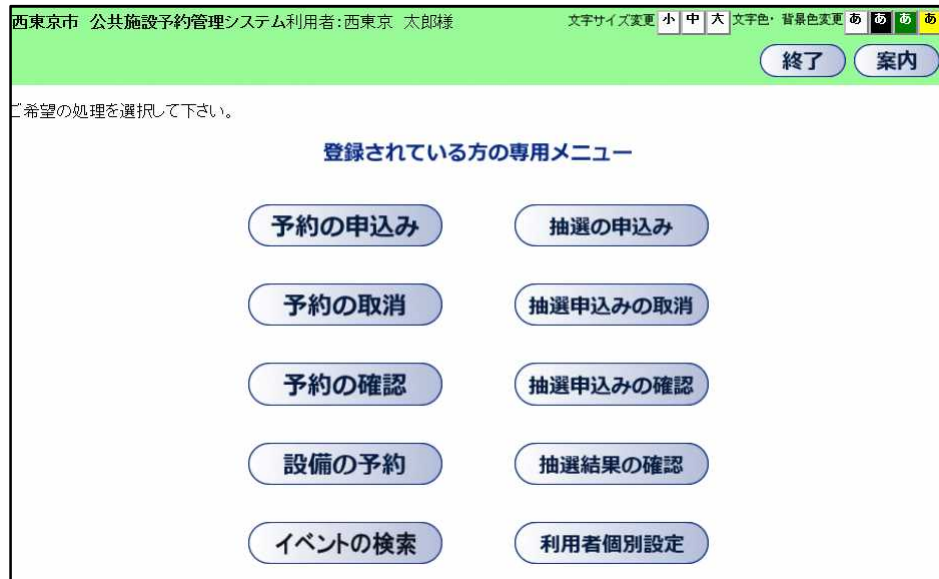 西東京市 公共施設予約管理システム利用者:西東京 太郎様 文字サイズ変更 小 中 大 文字色・背景色変更 あ あ あ あ
終了 案内
ご希望の処理を選択して下さい。
登録されている方の専用メニュー
予約の申込み 抽選の申込み
予約の取消 抽選申込みの取消
予約の確認 抽選申込みの確認
設備の予約 抽選結果の確認
イベントの検索 利用者個別設定